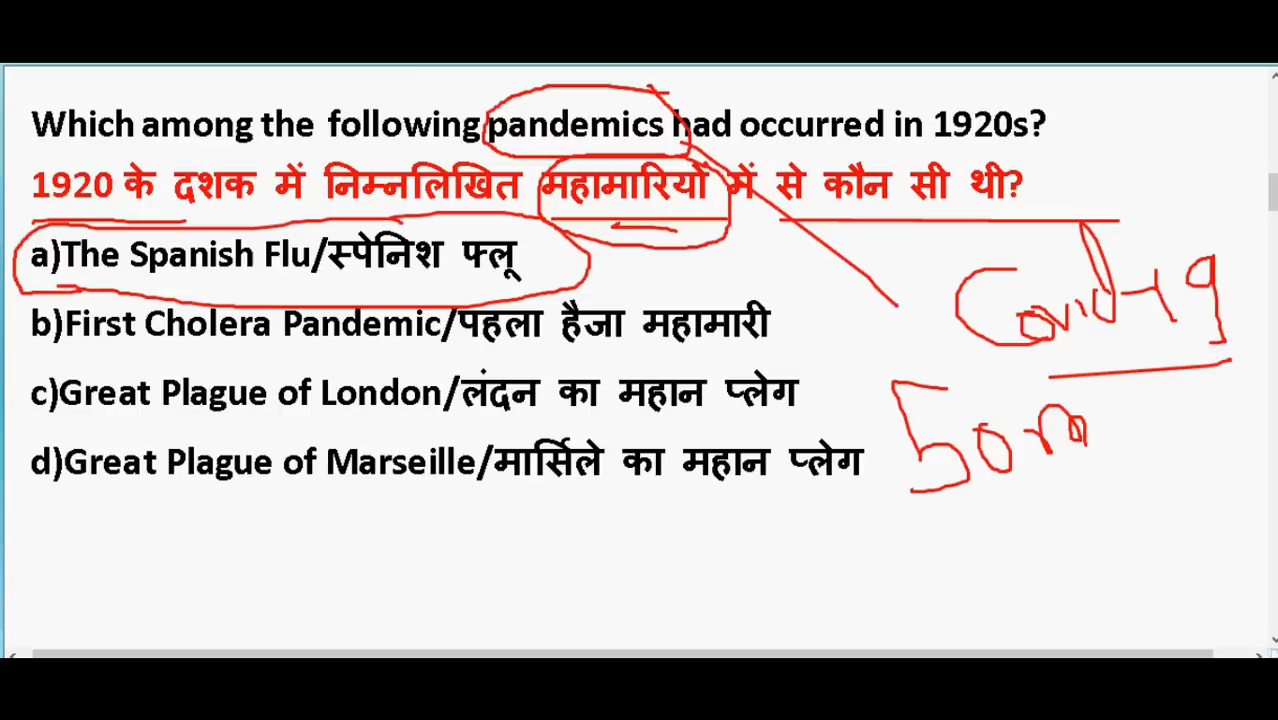 Which among the following pandemics had occurred in 1920s?
1920 के दशक में निम्नलिखित महामारियों में से कौन सी थी?
a)The Spanish Flu/स्पेनिश फ्लू
b)First Cholera Pandemic/पहला हैजा महामारी
Covid-19
c)Great Plague of London/लंदन का महान प्लेग
d)Great Plague of Marseille/मार्सिले का महान प्लेग
50